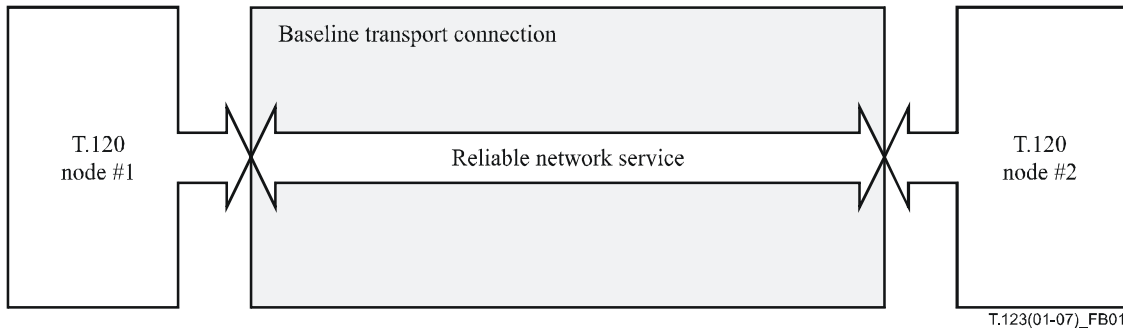 Baseline transport connection
T.120
node #1
Reliable network service
T.120
node #2
T.123(01-07)_FB01